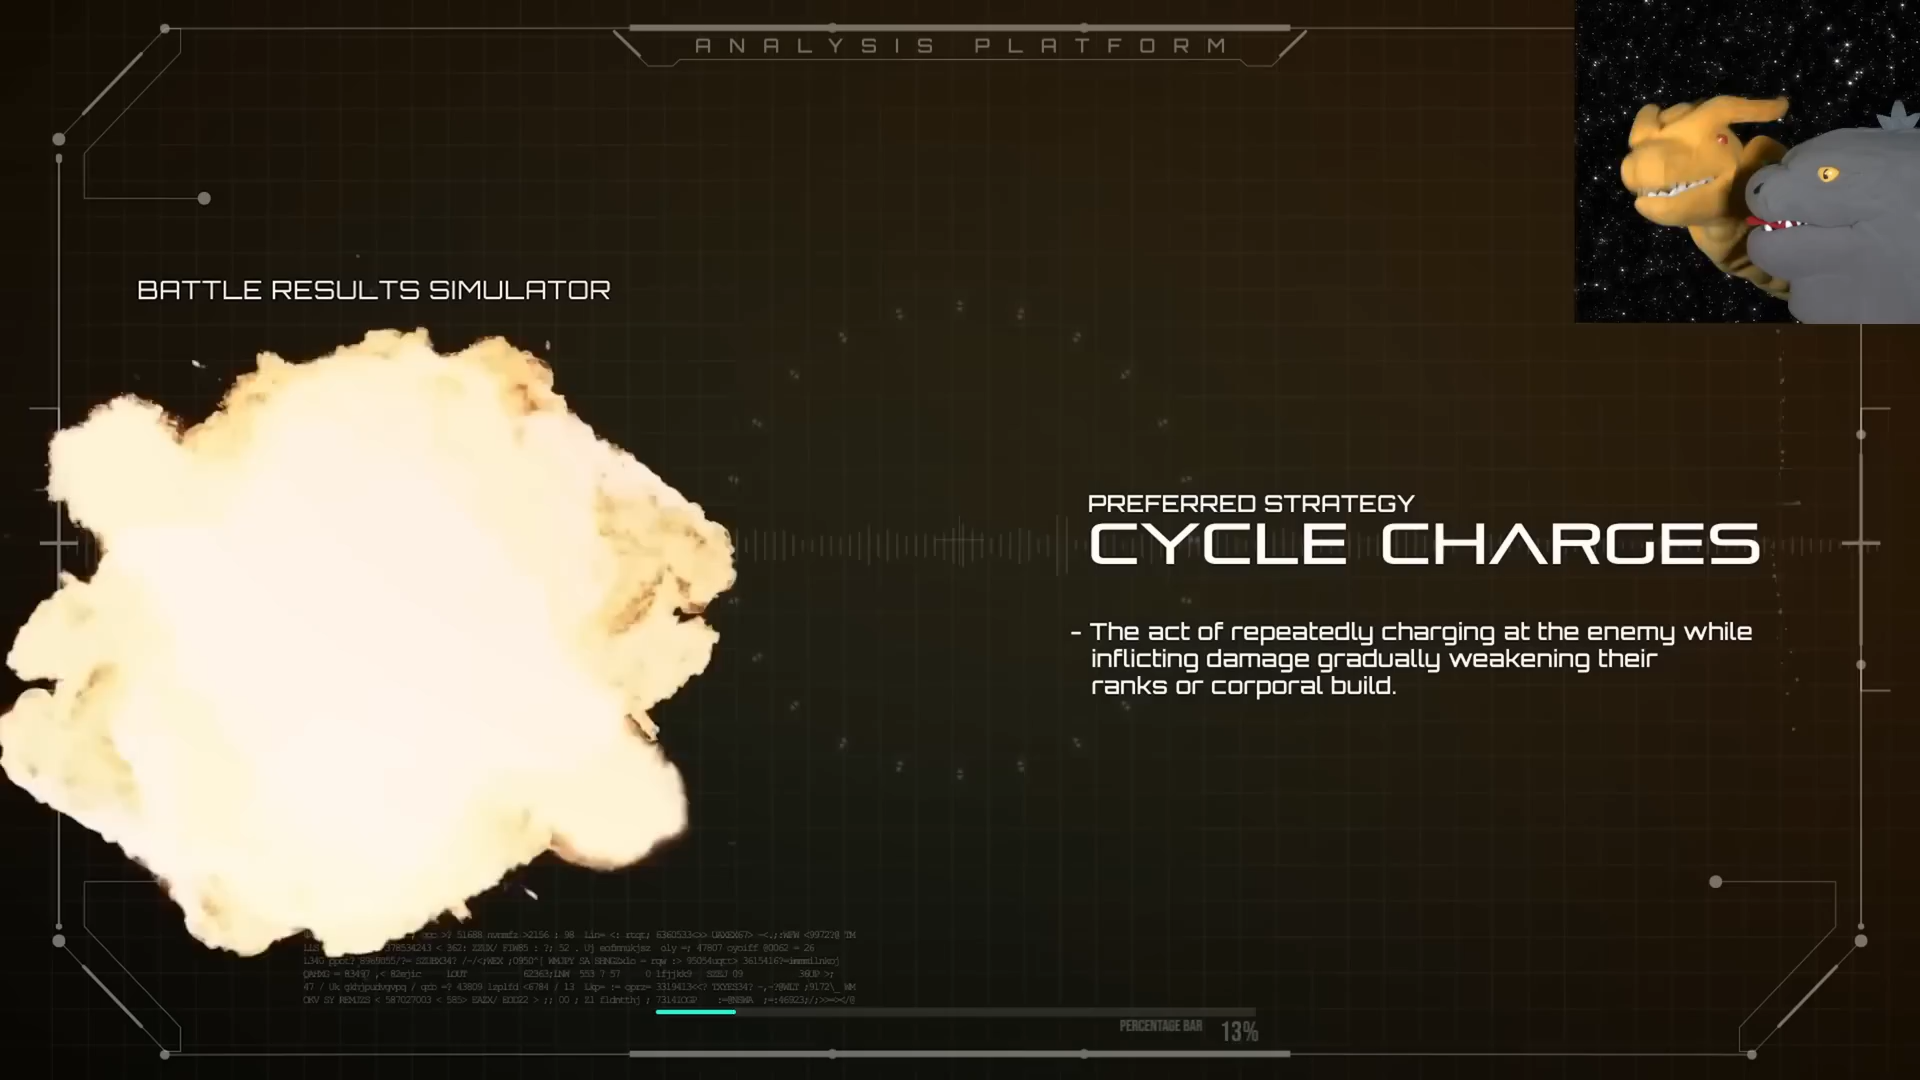 ANALYSIS PLATFORM
BATTLE RESULTS SIMULATOR
PREFERRED STRATEGY
CYCLE CHARGES
- The act of repeatedly charging at the enemy while
inflicting damage gradually weakening their
ranks or corporal build.
PERCENTAGE BAR 13%